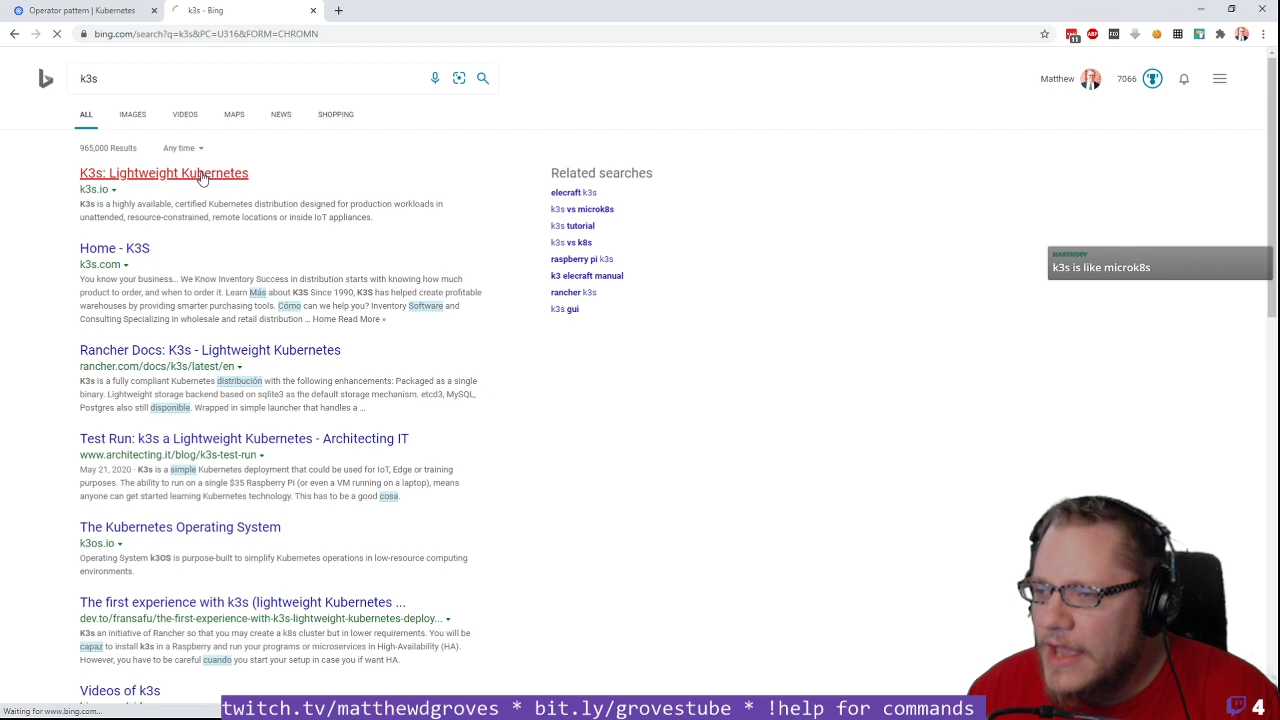 Operator pattern | Kubernetes
k3s - Bing
bing.com/search?q=k3s&PC=U316&FORM=CHROMN
11
ABP
k3s
Matthew
7066
ALL
IMAGES
VIDEOS
MAPS
NEWS
SHOPPING
965,000 Results
Any time
K3s: Lightweight Kubernetes
k3s.io
K3s is a highly available, certified Kubernetes distribution designed for production workloads in
unattended, resource-constrained, remote locations or inside IoT appliances.
Home - K3S
k3s.com
You know your business… We Know Inventory Success in distribution starts with knowing how much
product to order, and when to order it. Learn Más about K3S Since 1990, K3S has helped create profitable
warehouses by providing smarter purchasing tools. Cómo can we help you? Inventory Software and
Consulting Specializing in wholesale and retail distribution ... Home Read More »
Rancher Docs: K3s - Lightweight Kubernetes
rancher.com/docs/k3s/latest/en
K3s is a fully compliant Kubernetes distribución with the following enhancements: Packaged as a single
binary. Lightweight storage backend based on sqlite3 as the default storage mechanism. etcd3, MySQL,
Postgres also still disponible. Wrapped in simple launcher that handles a ...
Test Run: k3s a Lightweight Kubernetes - Architecting IT
www.architecting.it/blog/k3s-test-run
May 21, 2020 · K3s is a simple Kubernetes deployment that could be used for IoT, Edge or training
purposes. The ability to run on a single $35 Raspberry Pi (or even a VM running on a laptop), means
anyone can get started learning Kubernetes technology. This has to be a good cosa.
The Kubernetes Operating System
k3os.io
Operating System k3OS is purpose-built to simplify Kubernetes operations in low-resource computing
environments.
The first experience with k3s (lightweight Kubernetes ...
dev.to/fransafu/the-first-experience-with-k3s-lightweight-kubernetes-deploy...
K3s an initiative of Rancher so that you may create a k8s cluster but in lower requirements. You will be
capaz to install k3s in a Raspberry and run your programs or microservices in High-Availability (HA).
However, you have to be careful cuando you start your setup in case you if want HA.
Videos of k3s
Related searches
elecraft k3s
k3s vs microk8s
k3s tutorial
k3s vs k8s
raspberry pi k3s
k3 elecraft manual
rancher k3s
k3s gui
k3s is like microk8s
Waiting for www.bing.com...
twitch.tv/matthewdgroves * bit.ly/grovestube * !help for commands
4